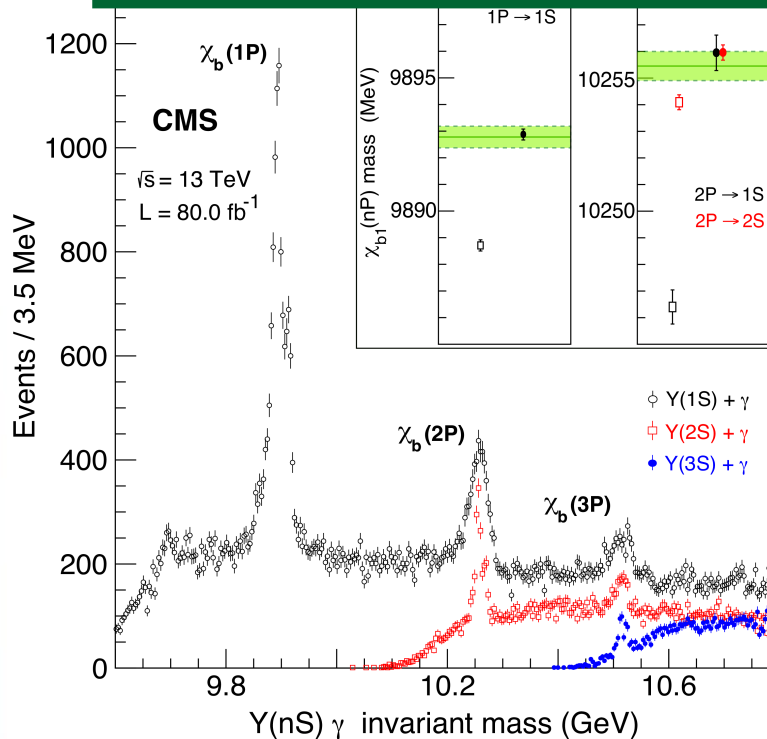 1200
1000
800
600
400
200
0
Events / 3.5 MeV
χb(1P)
CMS
√s = 13 TeV
L = 80.0 fb⁻¹
χb1(nP) mass (MeV)
9895
9890
1P → 1S
10255
10250
2P → 1S
2P → 2S
χb(2P)
χb(3P)
Υ(1S) + γ
Υ(2S) + γ
Υ(3S) + γ
9.8
10.2
10.6
Υ(nS) γ invariant mass (GeV)